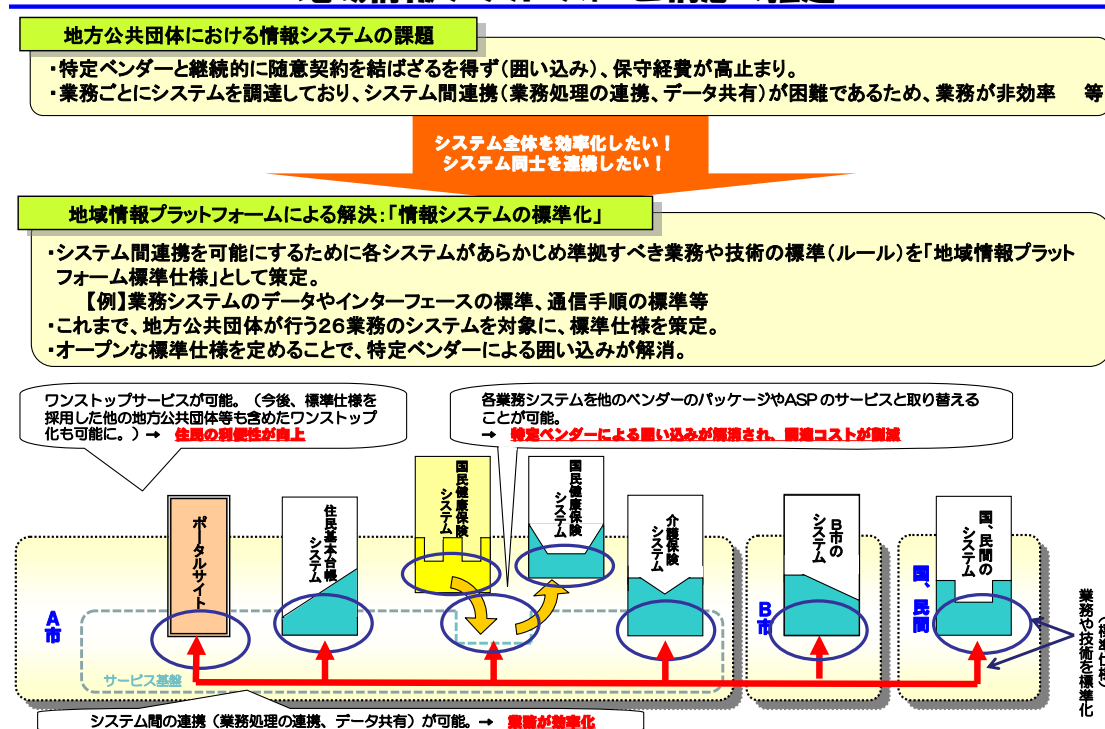 地方公共団体における情報システムの課題
・特定ベンダーと継続的に随意契約を結ばざるを得ず(囲い込み)、保守経費が高止まり。
・業務ごとにシステムを調達しており、システム間連携(業務処理の連携、データ共有)が困難であるため、業務が非効率 等
システム全体を効率化したい!
システム同士を連携したい!
地域情報プラットフォームによる解決:「情報システムの標準化」
・システム間連携を可能にするために各システムがあらかじめ準拠すべき業務や技術の標準(ルール)を「地域情報プラット
フォーム標準仕様」として策定。
【例】業務システムのデータやインターフェースの標準、通信手順の標準等
・これまで、地方公共団体が行う26業務のシステムを対象に、標準仕様を策定。
・オープンな標準仕様を定めることで、特定ベンダーによる囲い込みが解消。
ワンストップサービスが可能。(今後、標準仕様を
採用した他の地方公共団体等も含めたワンストップ
化も可能に。)→ 住民の利便性が向上
各業務システムを他のベンダーのパッケージやASPのサービスと取り替える
ことが可能。
→ 特定ベンダーによる囲い込みが解消され、調達コストが削減
ポータルサイト
住民基本台帳
システム
国民健康保険
システム
国民健康保険
システム
介護保険
システム
B市の
システム
国、民間の
システム
A市
B市
国、民間
サービス基盤
業務や技術を標準化
(標準仕様)
システム間の連携(業務処理の連携、データ共有)が可能。→ 業務が効率化